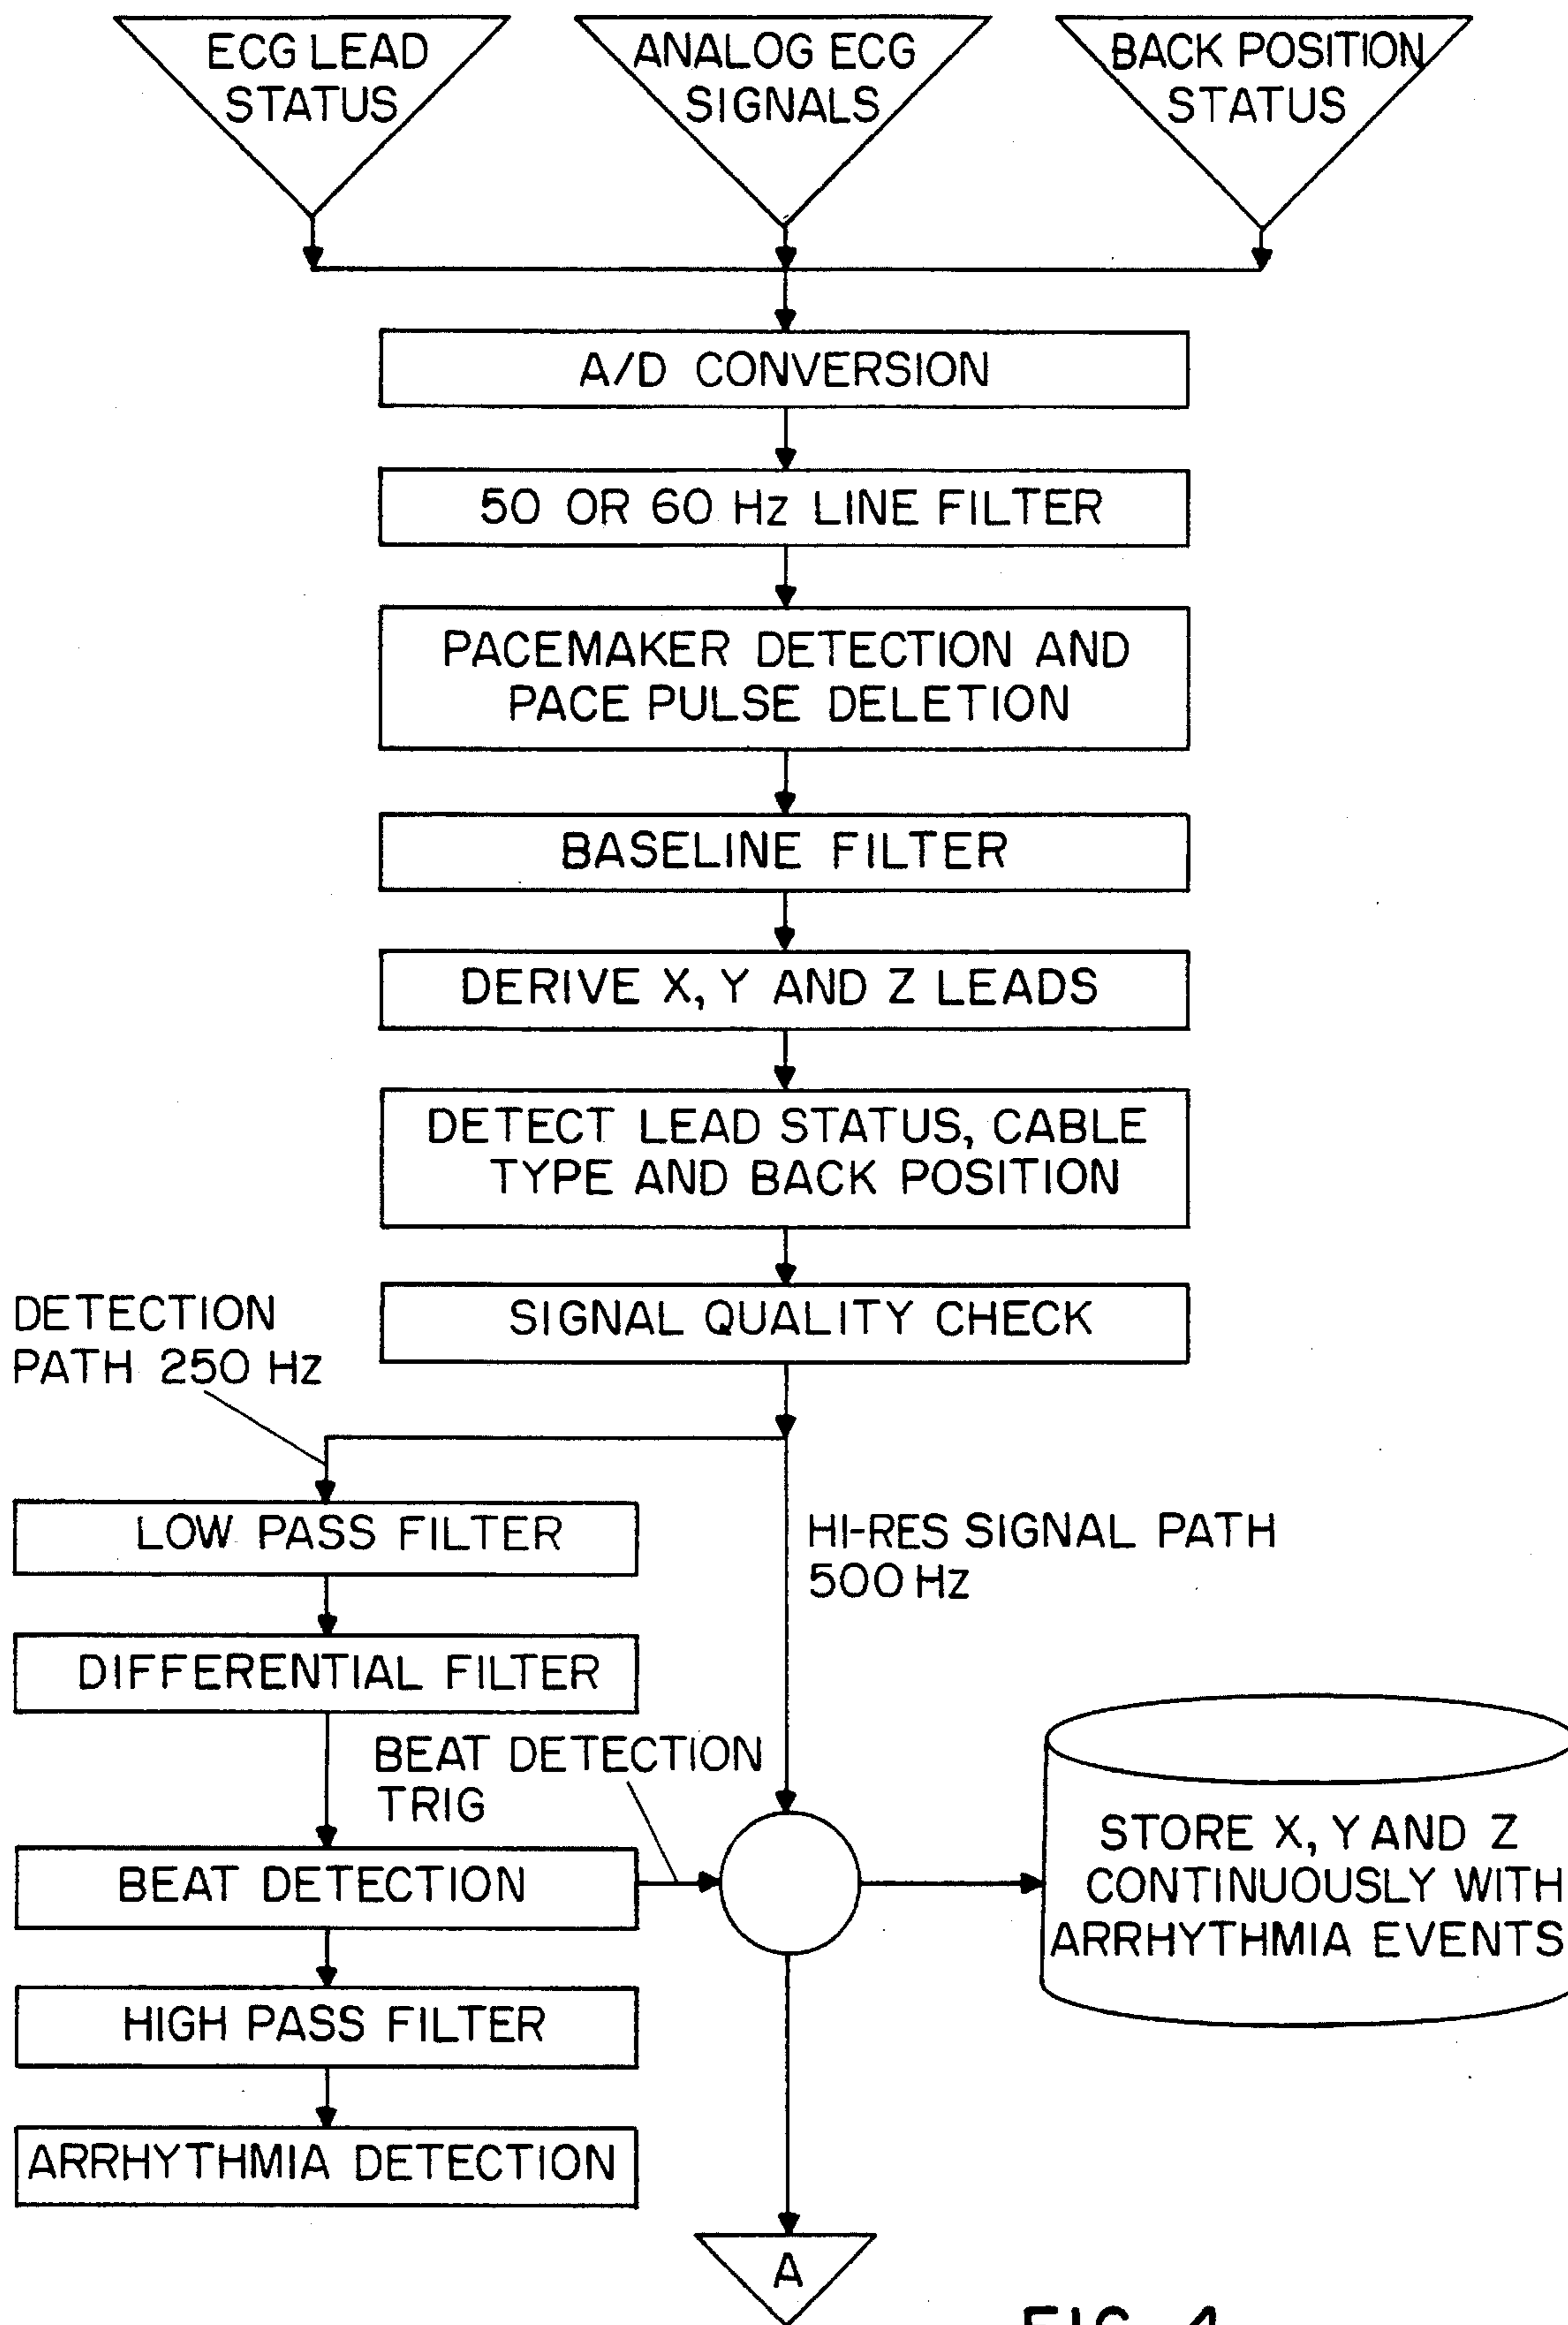 ECG LEAD
STATUS
ANALOG ECG
SIGNALS
BACK POSITION
STATUS
A/D CONVERSION
50 OR 60 Hz LINE FILTER
PACEMAKER DETECTION AND
PACE PULSE DELETION
BASELINE FILTER
DERIVE X, Y AND Z LEADS
DETECT LEAD STATUS, CABLE
TYPE AND BACK POSITION
SIGNAL QUALITY CHECK
DETECTION
PATH 250 Hz
LOW PASS FILTER
HI-RES SIGNAL PATH
500 Hz
DIFFERENTIAL FILTER
BEAT DETECTION
TRIG
BEAT DETECTION
STORE X, Y AND Z
CONTINUOUSLY WITH
ARRHYTHMIA EVENTS
HIGH PASS FILTER
ARRHYTHMIA DETECTION
A